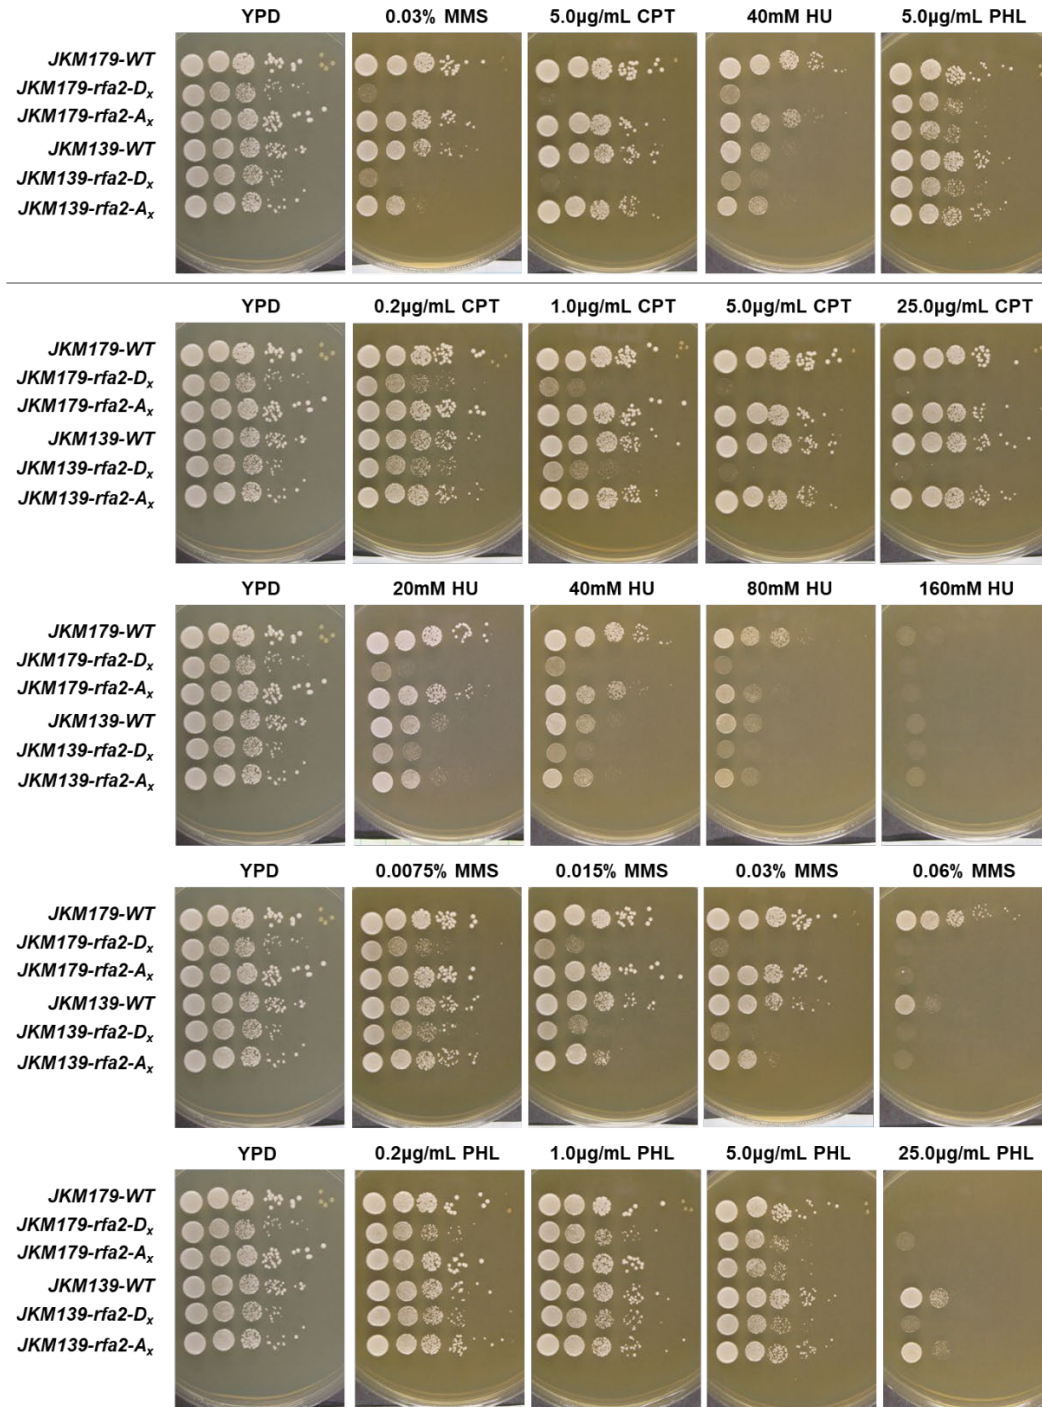 YPD 0.03% MMS 5.0µg/mL CPT 40mM HU 5.0µg/mL PHL
JKM179-WT
JKM179-rfa2-Dx
JKM179-rfa2-Ax
JKM139-WT
JKM139-rfa2-Dx
JKM139-rfa2-Ax
YPD 0.2µg/mL CPT 1.0µg/mL CPT 5.0µg/mL CPT 25.0µg/mL CPT
JKM179-WT
JKM179-rfa2-Dx
JKM179-rfa2-Ax
JKM139-WT
JKM139-rfa2-Dx
JKM139-rfa2-Ax
YPD 20mM HU 40mM HU 80mM HU 160mM HU
JKM179-WT
JKM179-rfa2-Dx
JKM179-rfa2-Ax
JKM139-WT
JKM139-rfa2-Dx
JKM139-rfa2-Ax
YPD 0.0075% MMS 0.015% MMS 0.03% MMS 0.06% MMS
JKM179-WT
JKM179-rfa2-Dx
JKM179-rfa2-Ax
JKM139-WT
JKM139-rfa2-Dx
JKM139-rfa2-Ax
YPD 0.2µg/mL PHL 1.0µg/mL PHL 5.0µg/mL PHL 25.0µg/mL PHL
JKM179-WT
JKM179-rfa2-Dx
JKM179-rfa2-Ax
JKM139-WT
JKM139-rfa2-Dx
JKM139-rfa2-Ax